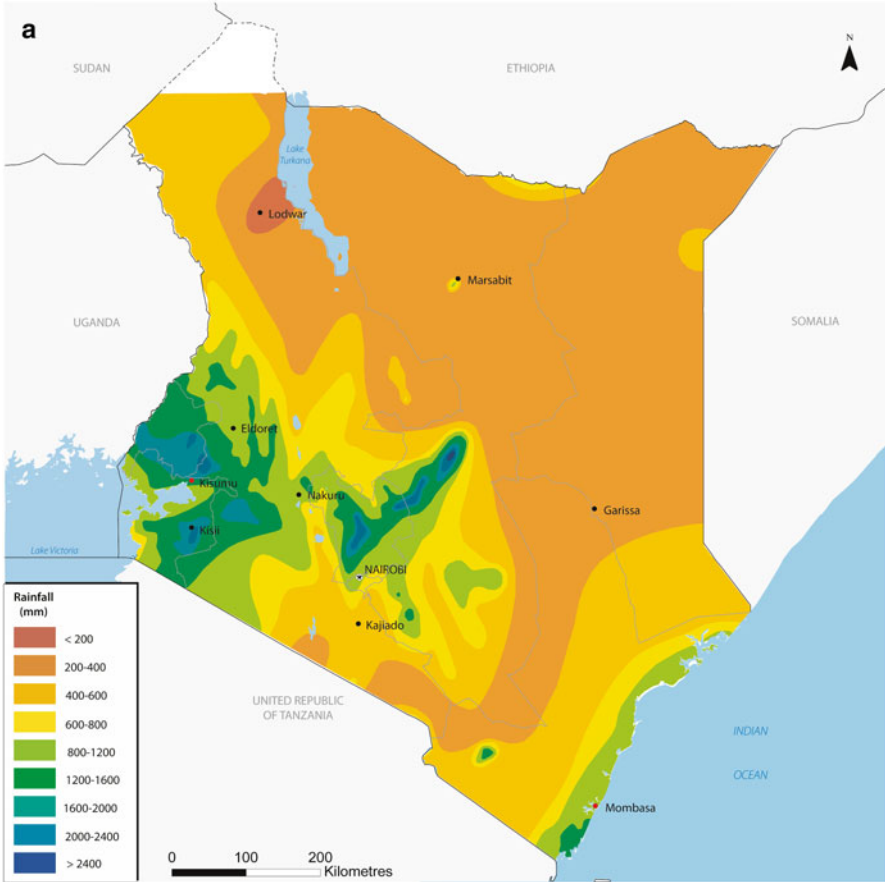 a
SUDAN
ETHIOPIA
N
Lake
Turkana
Lodwar
Marsabit
UGANDA
SOMALIA
Eldoret
Kisumu
Nakuru
Garissa
Kisii
Lake Victoria
NAIROBI
Kajiado
Rainfall
(mm)
< 200
200-400
400-600
600-800
800-1200
1200-1600
1600-2000
2000-2400
> 2400
UNITED REPUBLIC
OF TANZANIA
INDIAN
OCEAN
Mombasa
0 100 200
Kilometres